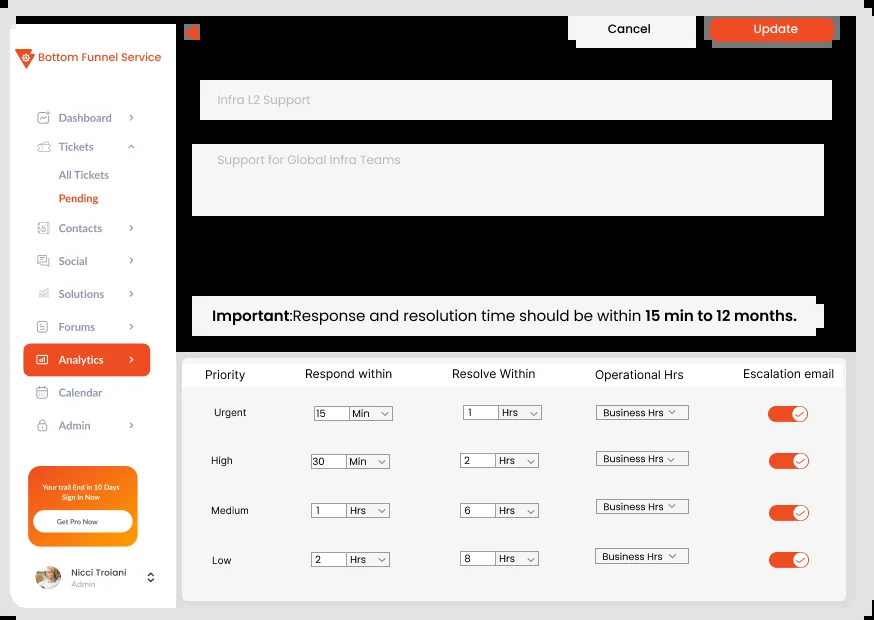 Bottom Funnel Service
Dashboard
Tickets
All Tickets
Pending
Contacts
Social
Solutions
Forums
Analytics
Calendar
Admin
Your trail End in 10 Days
Sign In Now
Get Pro Now
Nicci Troiani
Admin
Cancel
Update
Infra L2 Support
Support for Global Infra Teams
Important:Response and resolution time should be within 15 min to 12 months.
Priority Respond within Resolve Within Operational Hrs Escalation email
Urgent 15 Min 1 Hrs Business Hrs
High 30 Min 2 Hrs Business Hrs
Medium 1 Hrs 6 Hrs Business Hrs
Low 2 Hrs 8 Hrs Business Hrs